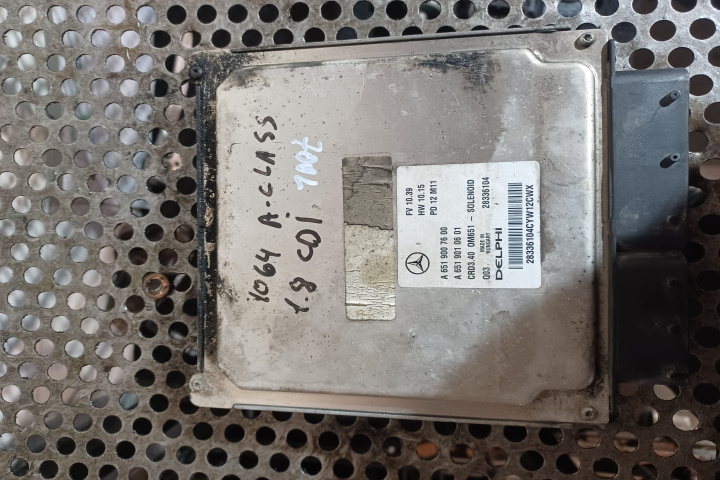 1064 A-CLASS
1.8 CDI
FV 10.39
HW 10.15
PD 12 M11
A 651 900 76 00
A 651 901 06 01
CRD3.40 OM651 - SOLENOID
003
MADE IN
HUNGARY
28336104
DELPHI
28336104CYW12CWX